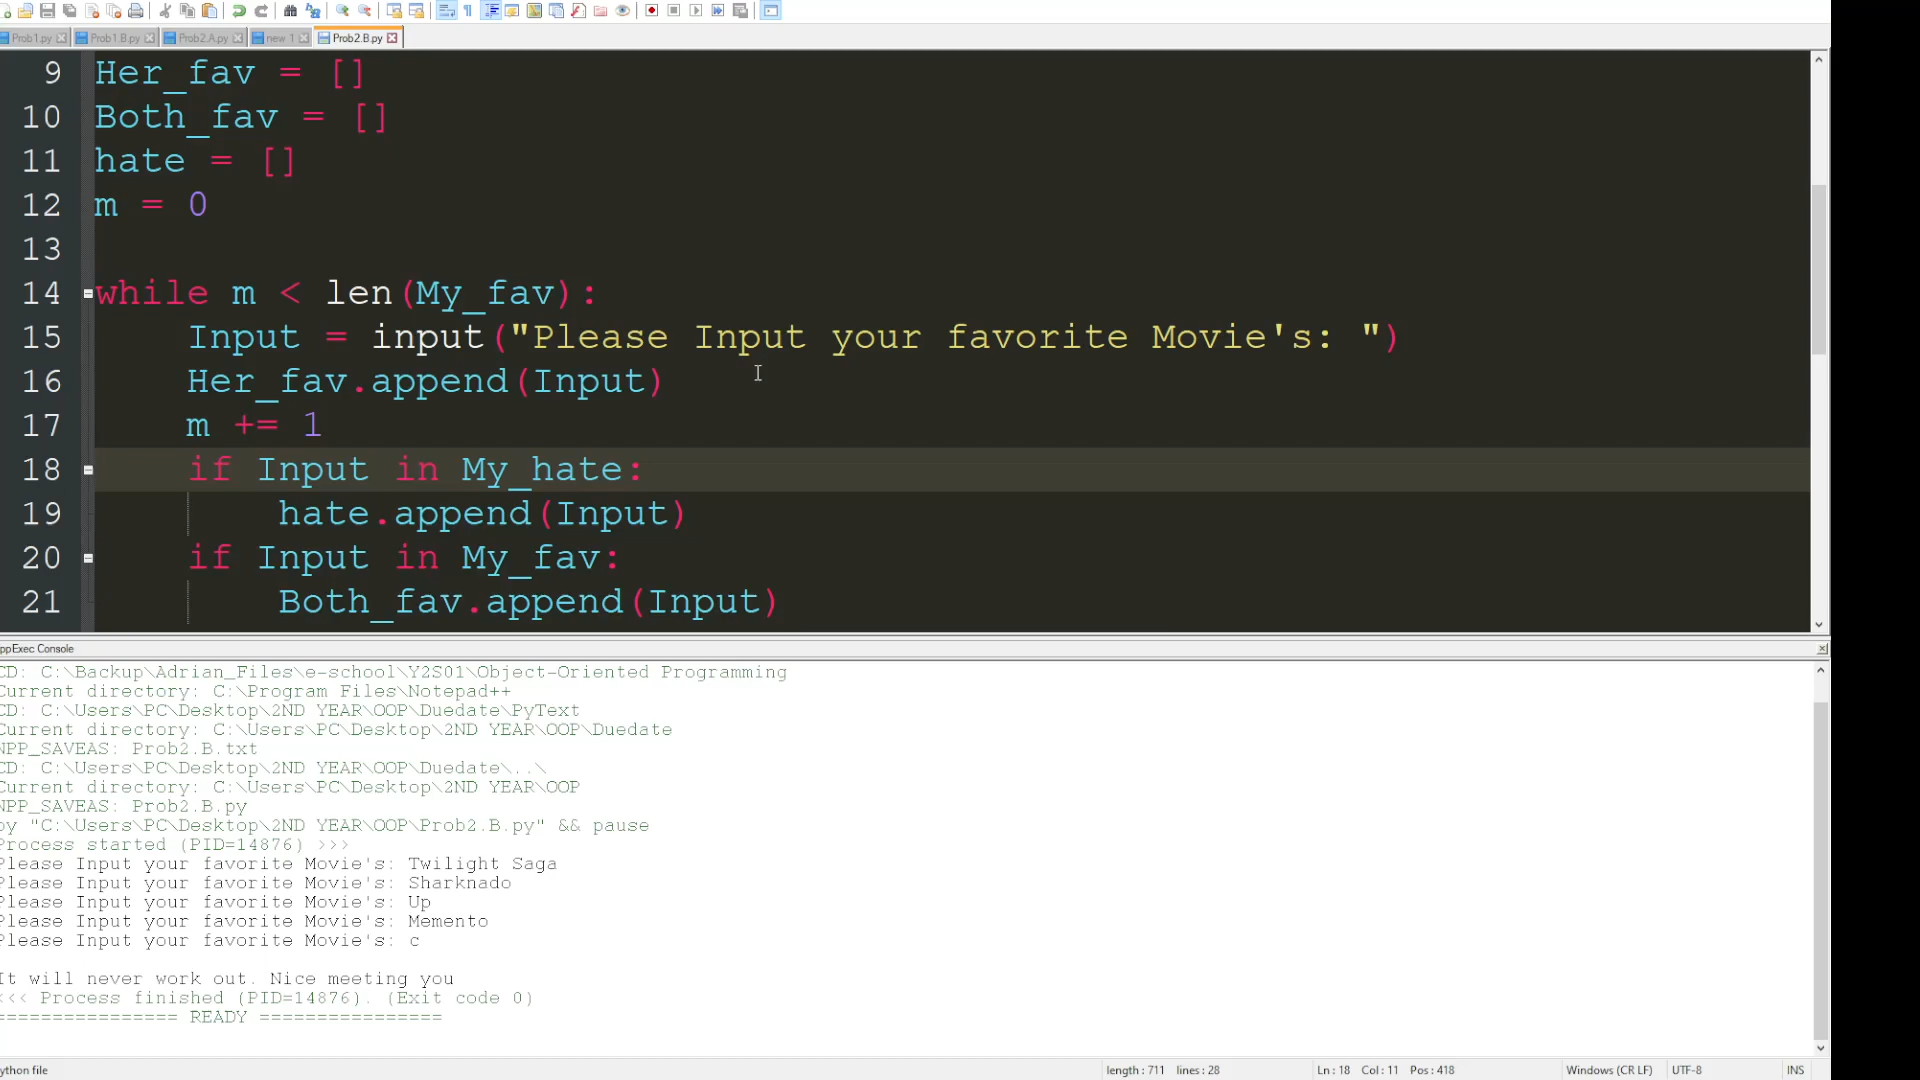 Prob1.py Prob1.B.py Prob2.A.py new 1 Prob2.B.py
9 Her_fav = []
10 Both_fav = []
11 hate = []
12 m = 0
13
14 while m < len(My_fav):
15 Input = input("Please Input your favorite Movie's: ")
16 Her_fav.append(Input)
17 m += 1
18 if Input in My_hate:
19 hate.append(Input)
20 if Input in My_fav:
21 Both_fav.append(Input)
ppExec Console
CD: C:\Backup\Adrian_Files\e-school\Y2S01\Object-Oriented Programming
Current directory: C:\Program Files\Notepad++
CD: C:\Users\PC\Desktop\2ND YEAR\OOP\Duedate\PyText
Current directory: C:\Users\PC\Desktop\2ND YEAR\OOP\Duedate
NPP_SAVEAS: Prob2.B.txt
CD: C:\Users\PC\Desktop\2ND YEAR\OOP\Duedate\..\
Current directory: C:\Users\PC\Desktop\2ND YEAR\OOP
NPP_SAVEAS: Prob2.B.py
py "C:\Users\PC\Desktop\2ND YEAR\OOP\Prob2.B.py" && pause
Process started (PID=14876) >>>
Please Input your favorite Movie's: Twilight Saga
Please Input your favorite Movie's: Sharknado
Please Input your favorite Movie's: Up
Please Input your favorite Movie's: Memento
Please Input your favorite Movie's: c
It will never work out. Nice meeting you
<<< Process finished (PID=14876). (Exit code 0)
================ READY ================
ython file length : 711 lines : 28 Ln : 18 Col : 11 Pos : 418 Windows (CR LF) UTF-8 INS